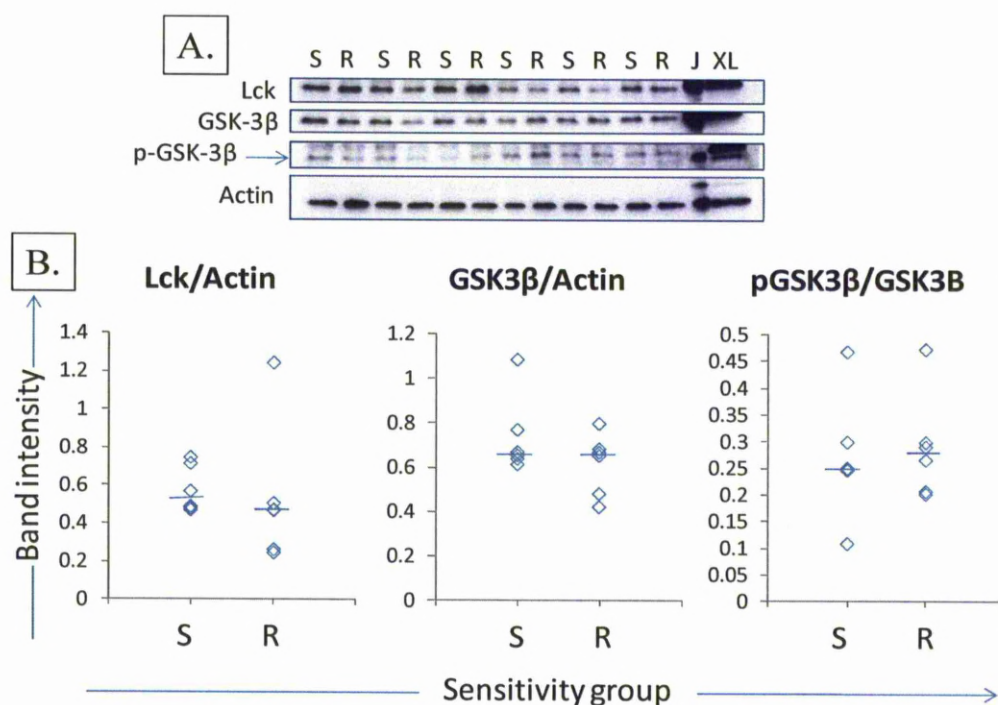 A.
S R S R S R S R S R S R J XL
Lck
GSK-3β
p-GSK-3β
Actin
B.
Lck/Actin
GSK3β/Actin
pGSK3β/GSK3B
Band intensity
1.4
1.2
1
0.8
0.6
0.4
0.2
0
S R
1.2
1
0.8
0.6
0.4
0.2
0
S R
0.5
0.45
0.4
0.35
0.3
0.25
0.2
0.15
0.1
0.05
0
S R
Sensitivity group